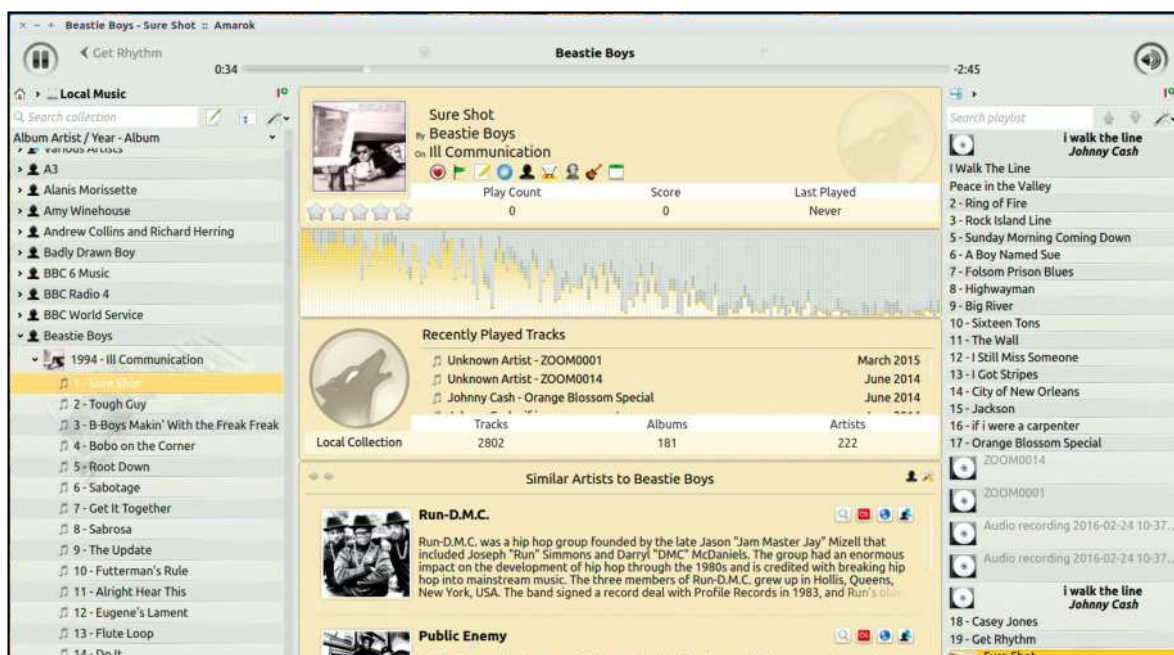 Beastie Boys - Sure Shot :: Amarok
Get Rhythm
Beastie Boys
0:34
-2:45
Local Music
Search collection
Album Artist / Year - Album
Various Artists
A3
Alanis Morissette
Amy Winehouse
Andrew Collins and Richard Herring
Badly Drawn Boy
BBC 6 Music
BBC Radio 4
BBC World Service
Beastie Boys
1994 - Ill Communication
1 - Sure Shot
2 - Tough Guy
3 - B-Boys Makin' With the Freak Freak
4 - Bobo on the Corner
5 - Root Down
6 - Sabotage
7 - Get It Together
8 - Sabrosa
9 - The Update
10 - Futterman's Rule
11 - Alright Hear This
12 - Eugene's Lament
13 - Flute Loop
14 - Do It
Sure Shot
By Beastie Boys
On Ill Communication
Play Count Score Last Played
0 0 Never
Recently Played Tracks
Unknown Artist - ZOOM0001 March 2015
Unknown Artist - ZOOM0014 June 2014
Johnny Cash - Orange Blossom Special June 2014
Tracks Albums Artists
Local Collection 2802 181 222
Similar Artists to Beastie Boys
Run-D.M.C.
Run-D.M.C. was a hip hop group founded by the late Jason "Jam Master Jay" Mizell that
included Joseph "Run" Simmons and Darryl "DMC" McDaniels. The group had an enormous
impact on the development of hip hop through the 1980s and is credited with breaking hip
hop into mainstream music. The three members of Run-D.M.C. grew up in Hollis, Queens,
New York, USA. The band signed a record deal with Profile Records in 1983, and Run's
Public Enemy
Search playlist
i walk the line
Johnny Cash
I Walk The Line
Peace in the Valley
2 - Ring of Fire
3 - Rock Island Line
5 - Sunday Morning Coming Down
6 - A Boy Named Sue
7 - Folsom Prison Blues
8 - Highwayman
9 - Big River
10 - Sixteen Tons
11 - The Wall
12 - I Still Miss Someone
13 - I Got Stripes
14 - City of New Orleans
15 - Jackson
16 - if i were a carpenter
17 - Orange Blossom Special
ZOOM0014
ZOOM0001
Audio recording 2016-02-24 10-37...
Audio recording 2016-02-24 10-37...
i walk the line
Johnny Cash
18 - Casey Jones
19 - Get Rhythm
Sure Shot